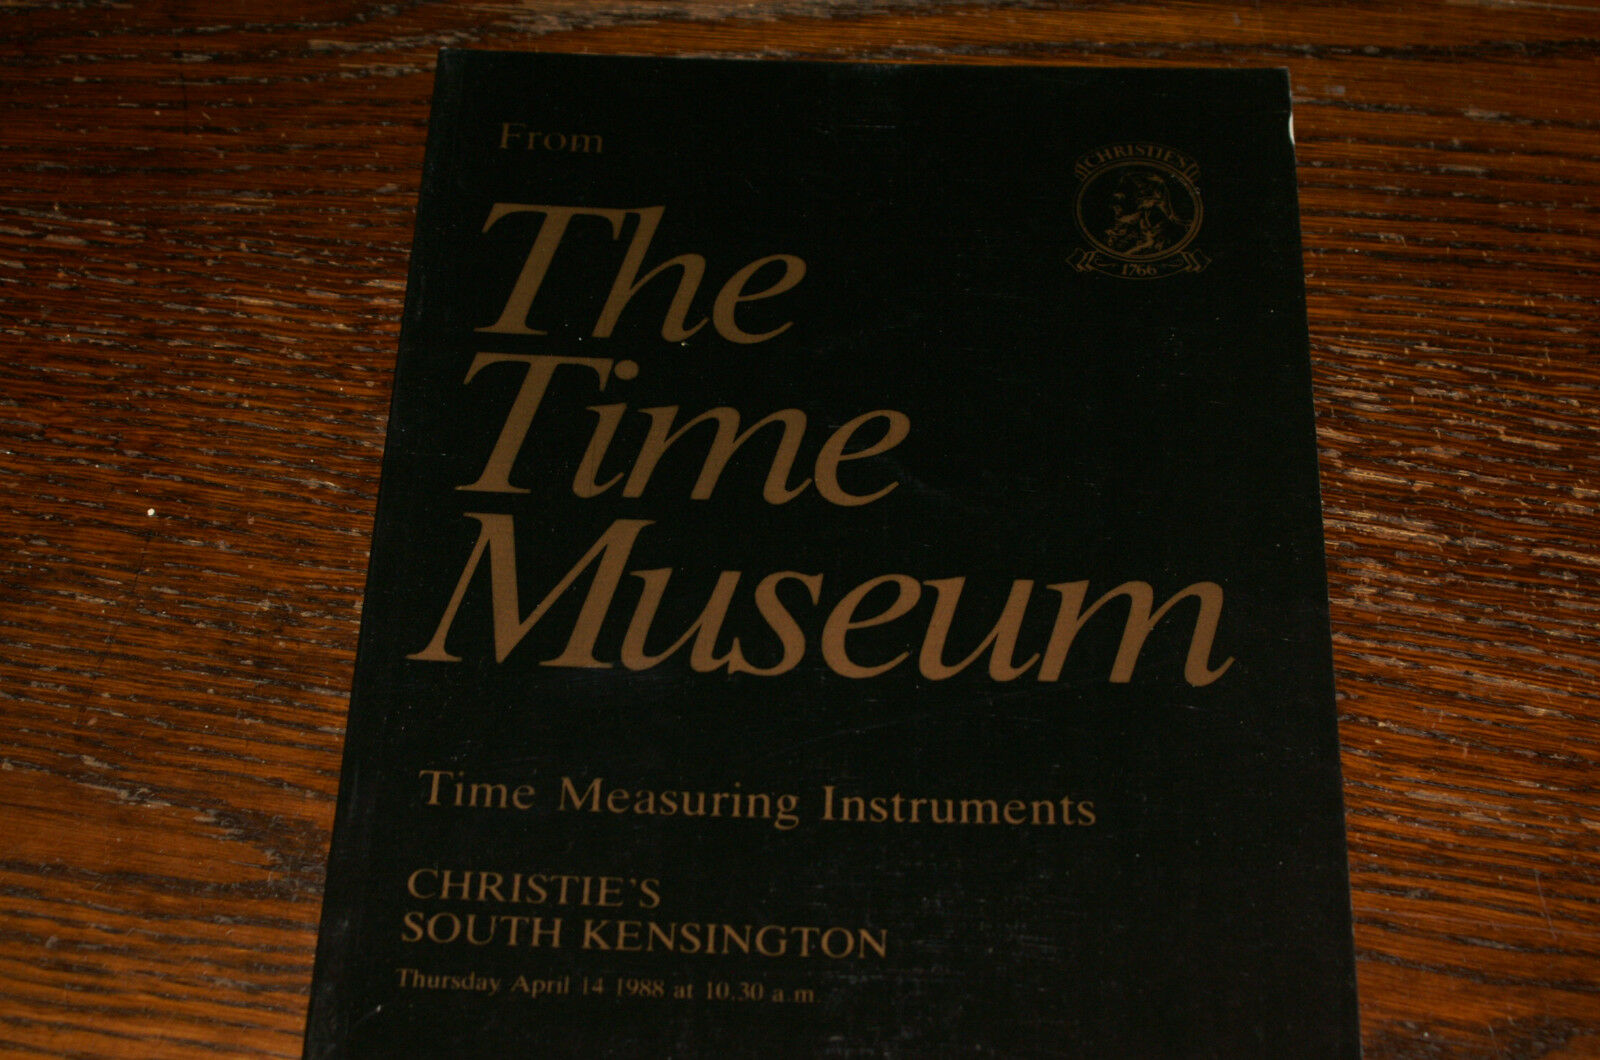 From
CHRISTIE'S
1766
The
Time
Museum
Time Measuring Instruments
CHRISTIE'S
SOUTH KENSINGTON
Thursday April 14 1988 at 10.30 a.m.